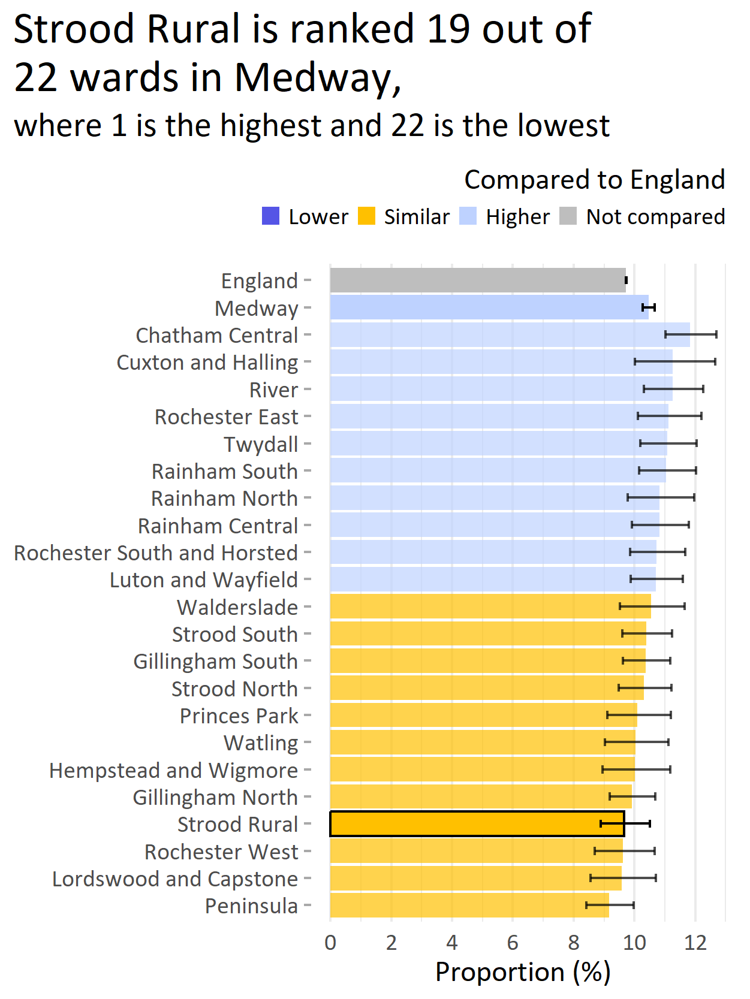 Strood Rural is ranked 19 out of
22 wards in Medway,
where 1 is the highest and 22 is the lowest
Compared to England
Lower Similar Higher Not compared
England
Medway
Chatham Central
Cuxton and Halling
River
Rochester East
Twydall
Rainham South
Rainham North
Rainham Central
Rochester South and Horsted
Luton and Wayfield
Walderslade
Strood South
Gillingham South
Strood North
Princes Park
Watling
Hempstead and Wigmore
Gillingham North
Strood Rural
Rochester West
Lordswood and Capstone
Peninsula
0 2 4 6 8 10 12
Proportion (%)